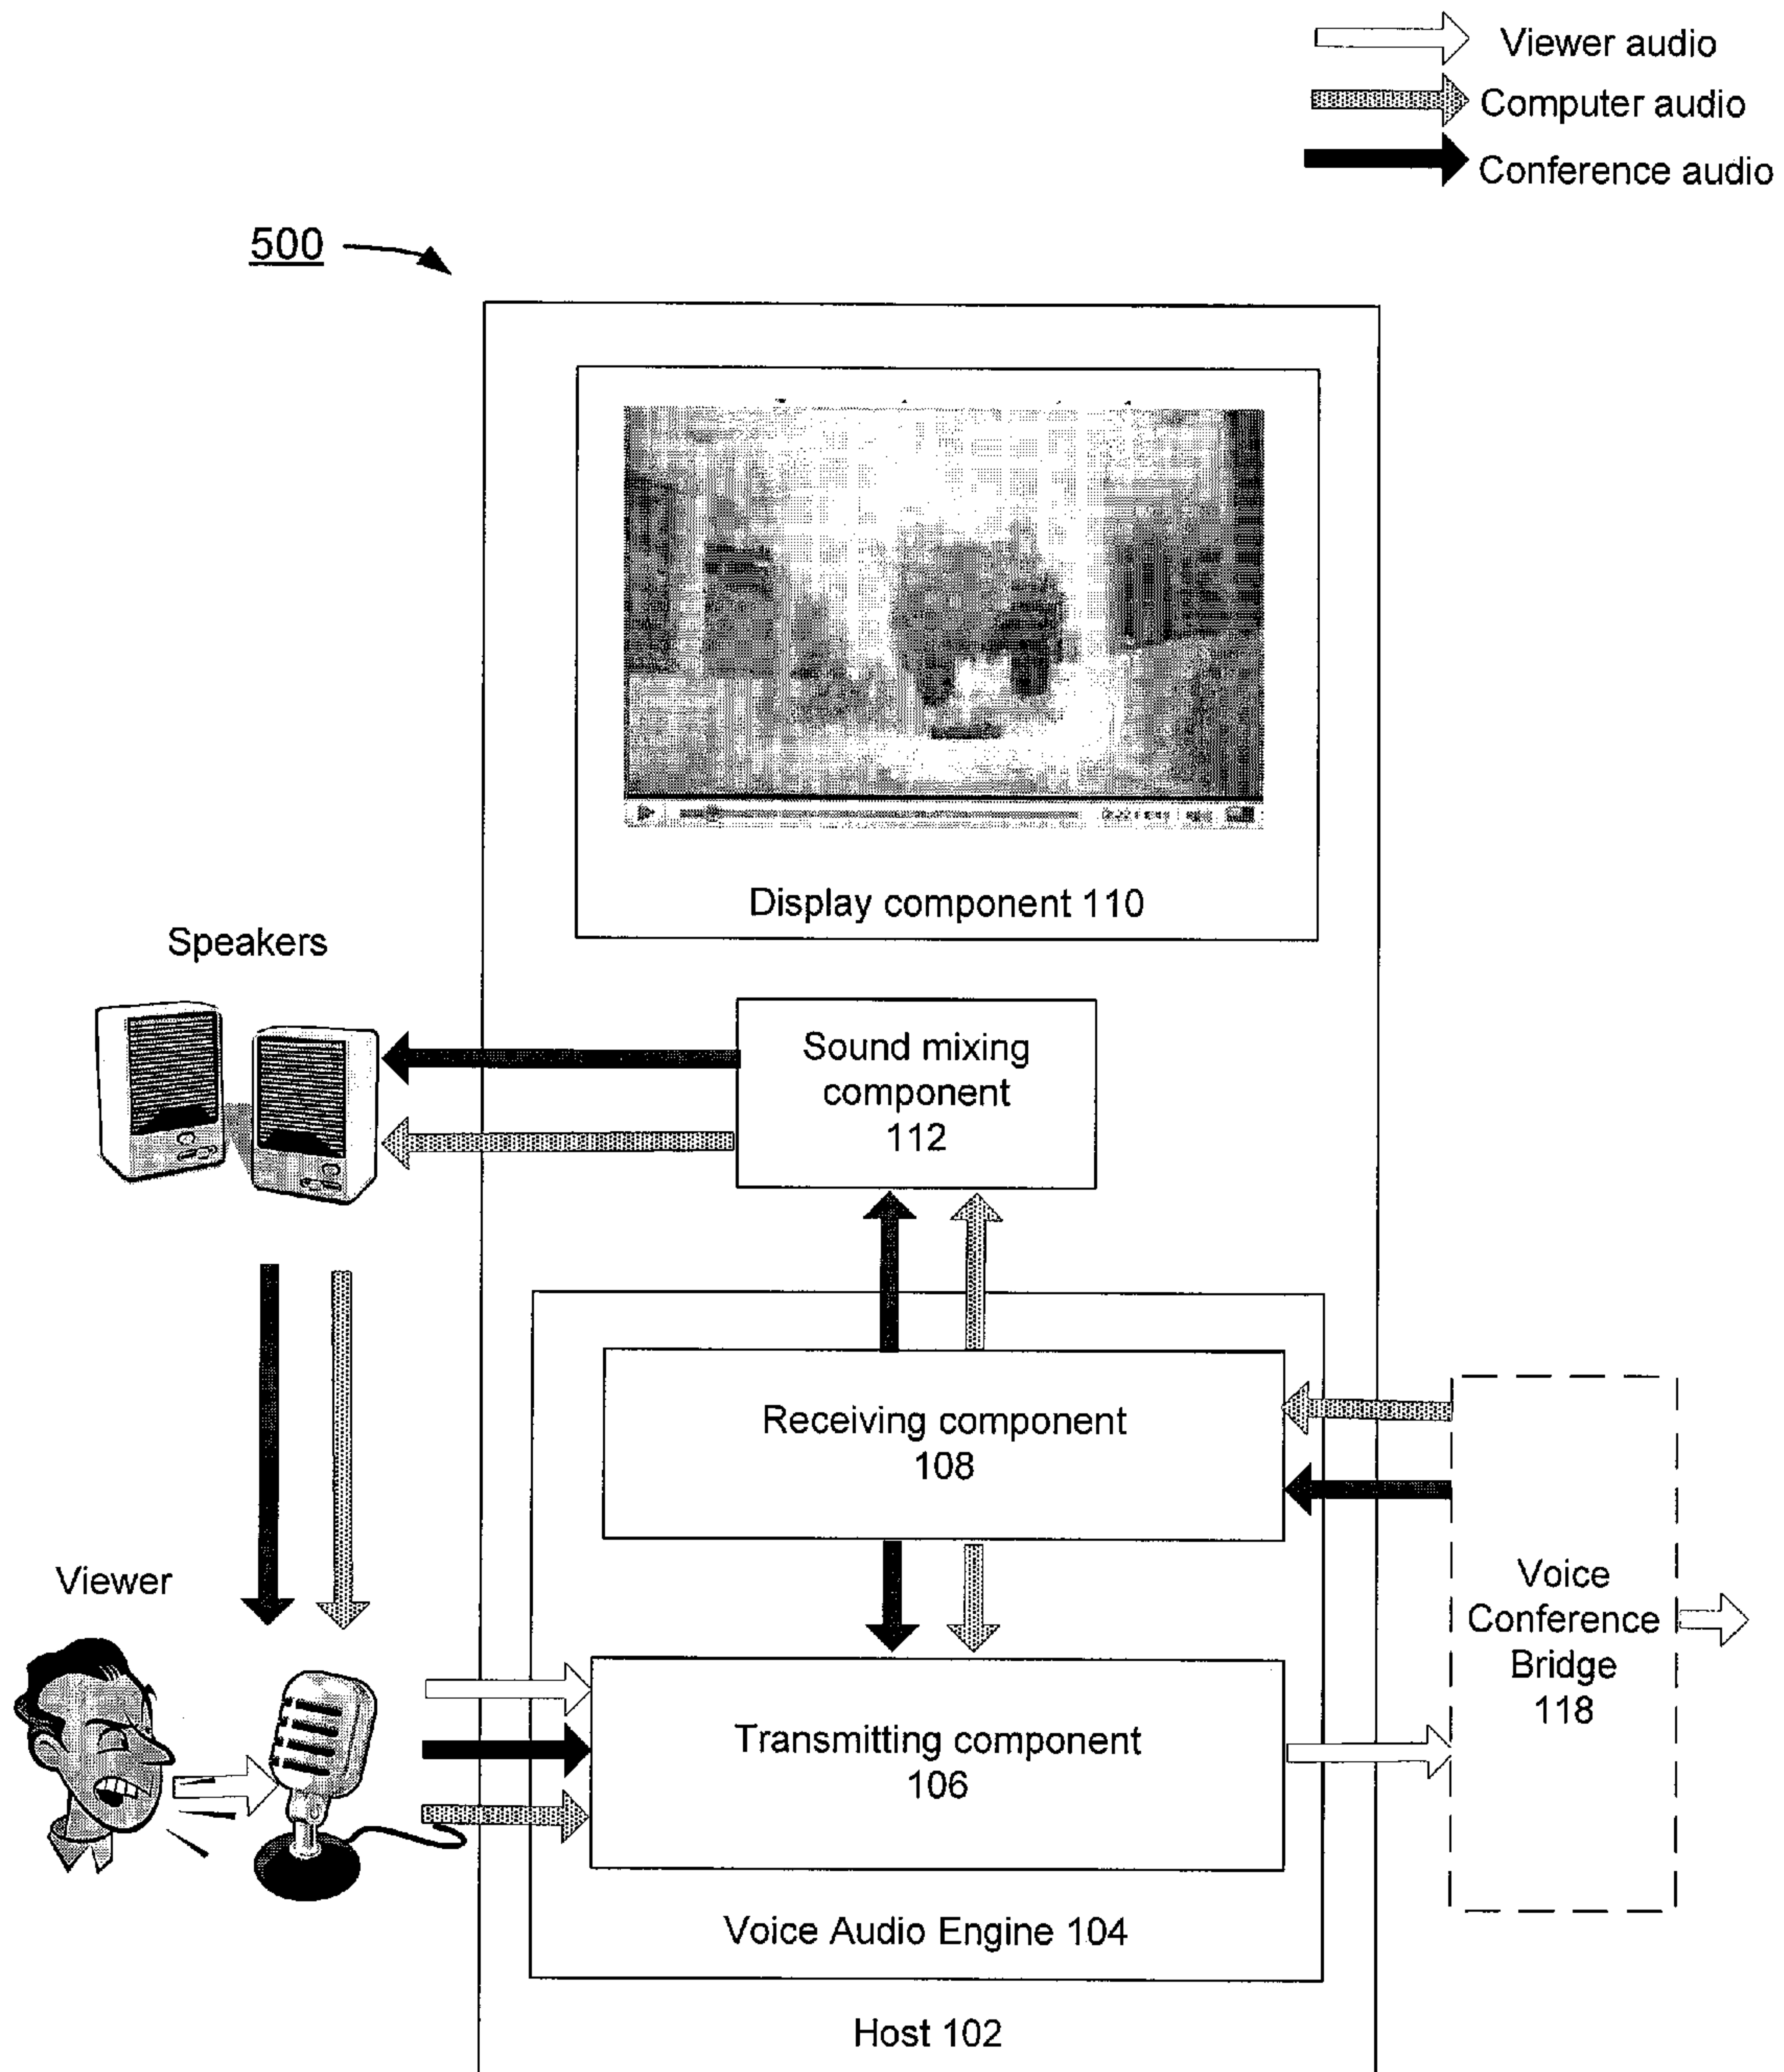 Viewer audio
Computer audio
Conference audio
500
Display component 110
Speakers
Sound mixing
component
112
Receiving component
108
Viewer
Voice
Conference
Bridge
118
Transmitting component
106
Voice Audio Engine 104
Host 102